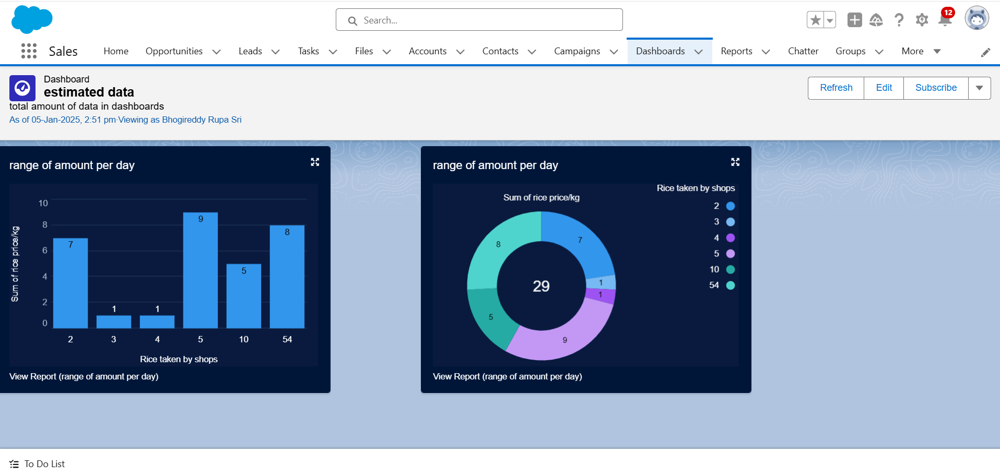 Search...
12
Sales Home Opportunities Leads Tasks Files Accounts Contacts Campaigns Dashboards Reports Chatter Groups More
Dashboard
estimated data
total amount of data in dashboards
As of 05-Jan-2025, 2:51 pm·Viewing as Bhogireddy Rupa Sri
Refresh Edit Subscribe
range of amount per day
Sum of rice price/kg
10
8
6
4
2
0
7 1 1 9 5 8
2 3 4 5 10 54
Rice taken by shops
View Report (range of amount per day)
range of amount per day
Sum of rice price/kg
7
1
1
9
5
8
29
Rice taken by shops
2
3
4
5
10
54
View Report (range of amount per day)
To Do List